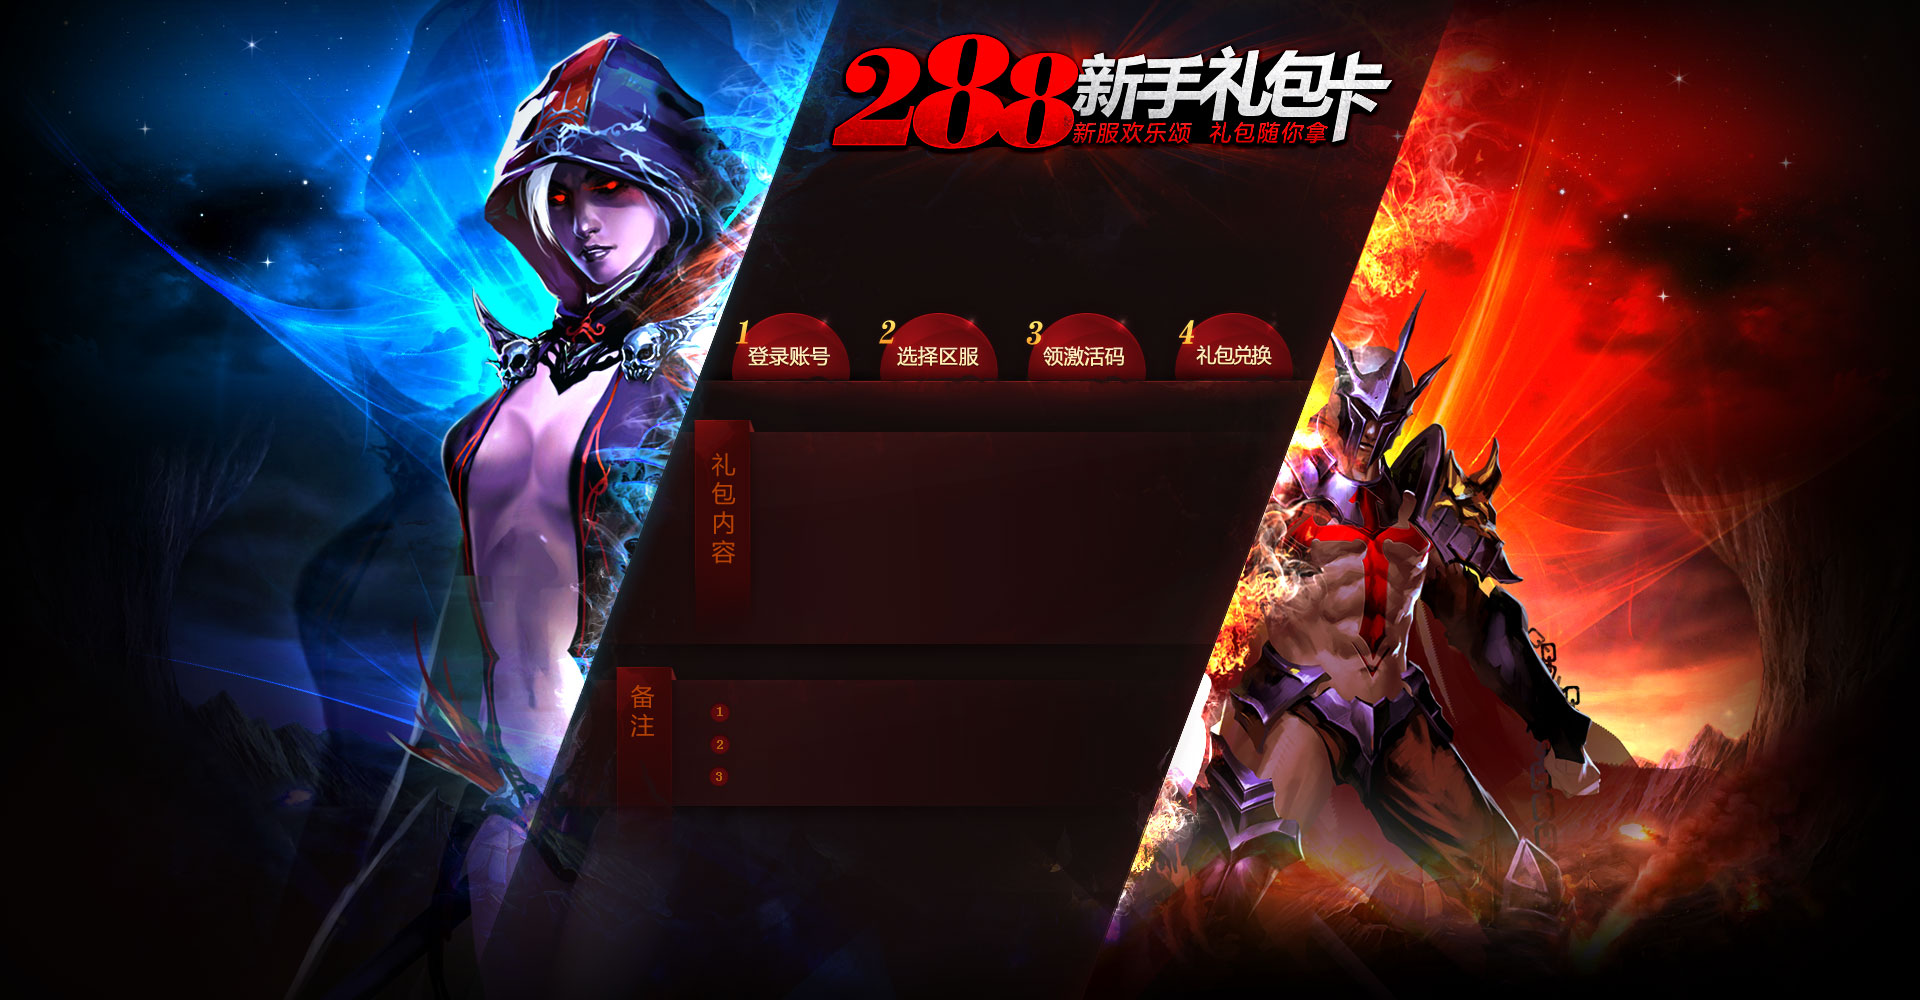 288新手礼包卡
新服欢乐颂 礼包随你拿
1 登录账号
2 选择区服
3 领激活码
4 礼包兑换
礼包内容
备注
1
2
3